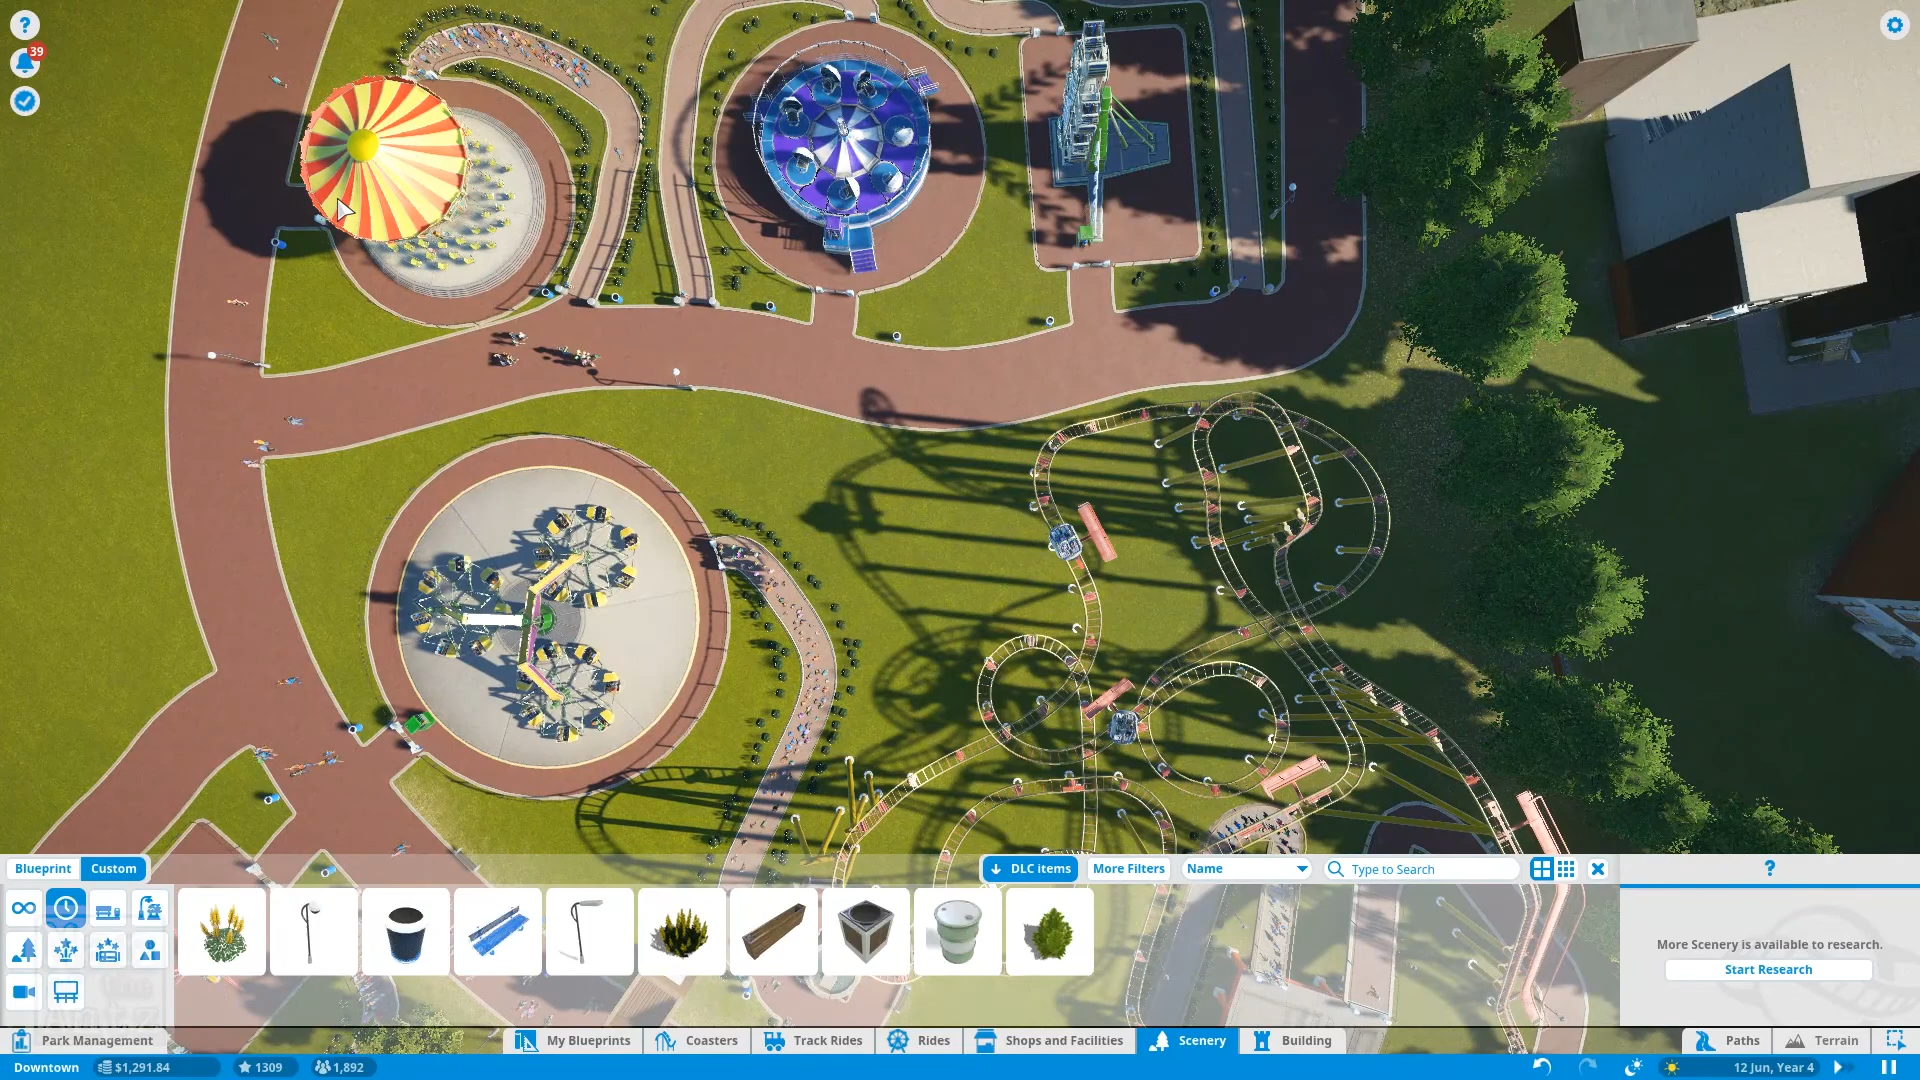 ?
39
Blueprint
Custom
DLC items
More Filters
Name
Type to Search
?
More Scenery is available to research.
Start Research
Park Management
My Blueprints
Coasters
Track Rides
Rides
Shops and Facilities
Scenery
Building
Paths
Terrain
Downtown
$1,291.84
1309
1,892
12 Jun, Year 4